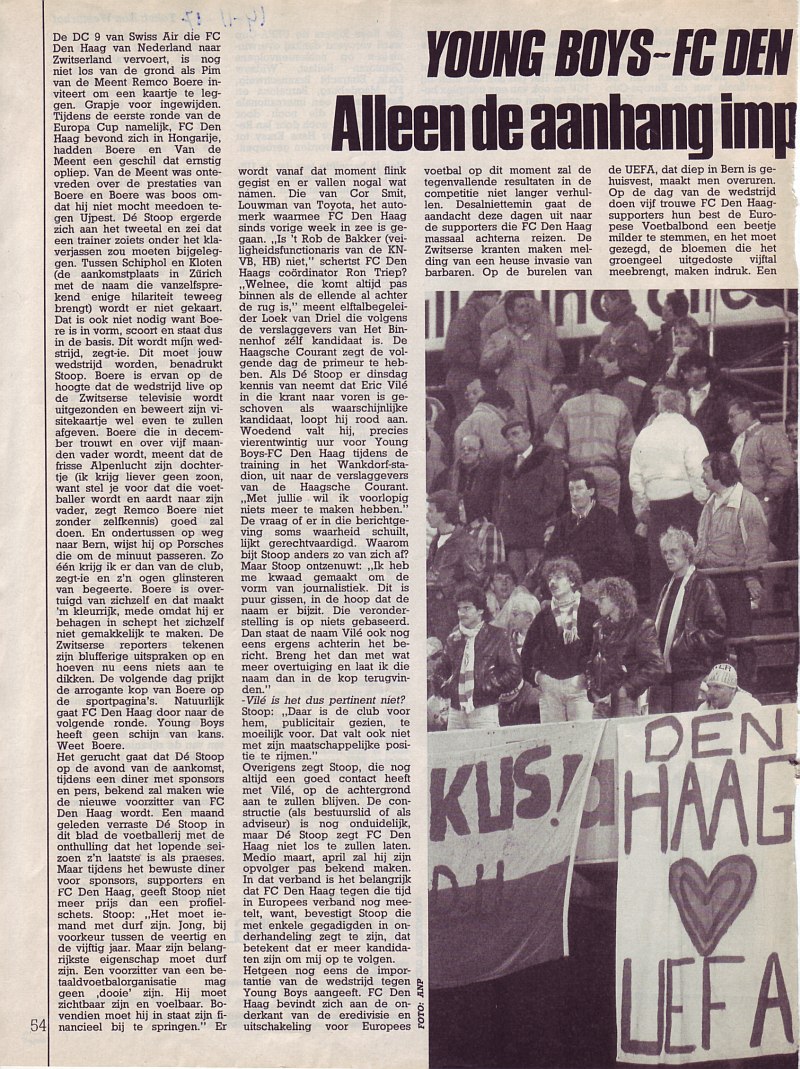 YOUNG BOYS~FC DEN
Alleen de aanhang imp
De DC 9 van Swiss Air die FC
Den Haag van Nederland naar
Zwitserland vervoert, is nog
niet los van de grond als Pim
van de Meent Remco Boere in-
viteert om een kaartje te leg-
gen. Grapje voor ingewijden.
Tijdens de eerste ronde van de
Europa Cup namelijk, FC Den
Haag bevond zich in Hongarije,
hadden Boere en Van de
Meent een geschil dat ernstig
opliep. Van de Meent was onte-
vreden over de prestaties van
Boere en Boere was boos om-
dat hij niet mocht meedoen te-
gen Ujpest. Dé Stoop ergerde
zich aan het tweetal en zei dat
een trainer zoiets onder het kla-
verjassen zou moeten bijgeleg-
gen. Tussen Schiphol en Kloten
(de aankomstplaats in Zürich
met de naam die vanzelfspre-
kend enige hilariteit teweeg
brengt) wordt er niet gekaart.
Dat is ook niet nodig want Boe-
re is in vorm, scoort en staat dus
in de basis. Dit wordt mijn wed-
strijd, zegt-ie. Dit moet jouw
wedstrijd worden, benadrukt
Stoop. Boere is ervan op de
hoogte dat de wedstrijd live op
de Zwitserse televisie wordt
uitgezonden en beweert zijn vi-
sitekaartje wel even te zullen
afgeven. Boere die in decem-
ber trouwt en over vijf maan-
den vader wordt, meent dat de
frisse Alpenlucht zijn dochter-
tje (ik krijg liever geen zoon,
want stel je voor dat die voet-
baller wordt en aardt naar zijn
vader, zegt Remco Boere niet
zonder zelfkennis) goed zal
doen. En ondertussen op weg
naar Bern, wijst hij op Porsches
die om de minuut passeren. Zo
één krijg ik er dan van de club,
zegt-ie en z'n ogen glinsteren
van begeerte. Boere is over-
tuigd van zichzelf en dat maakt
'm kleurrijk, mede omdat hij er
behagen in schept het zichzelf
niet gemakkelijk te maken. De
Zwitserse reporters tekenen
zijn blufferige uitspraken op en
hoeven nu eens niets aan te
dikken. De volgende dag prijkt
de arrogante kop van Boere op
de sportpagina's. Natuurlijk
gaat FC Den Haag door naar de
volgende ronde. Young Boys
heeft geen schijn van kans.
Weet Boere.
Het gerucht gaat dat Dé Stoop
op de avond van de aankomst,
tijdens een diner met sponsors
en pers, bekend zal maken wie
de nieuwe voorzitter van FC
Den Haag wordt. Een maand
geleden verraste Dé Stoop in
dit blad de voetballerij met de
onthulling dat het lopende sei-
zoen z'n laatste is als praeses.
Maar tijdens het bewuste diner
voor sponsors, supporters en
FC Den Haag, geeft Stoop niet
meer prijs dan een profiel-
schets. Stoop: „Het moet ie-
mand met durf zijn. Jong, bij
voorkeur tussen de veertig en
de vijftig jaar. Maar zijn belang-
rijkste eigenschap moet durf
zijn. Een voorzitter van een be-
taaldvoetbalorganisatie mag
geen ‚dooie’ zijn. Hij moet
zichtbaar zijn en voelbaar. Bo-
vendien moet hij in staat zijn fi-
nancieel bij te springen.” Er
wordt vanaf dat moment flink
gegist en er vallen nogal wat
namen. Die van Cor Smit,
Louwman van Toyota, het auto-
merk waarmee FC Den Haag
sinds vorige week in zee is ge-
gaan. „Is 't Rob de Bakker (vei-
ligheidsfunctionaris van de KN-
VB, HB) niet,” schertst FC Den
Haags coördinator Ron Triep?
„Welnee, die komt altijd pas
binnen als de ellende al achter
de rug is,” meent elftalbegelei-
der Loek van Driel die volgens
de verslaggevers van Het Bin-
nenhof zélf kandidaat is. De
Haagsche Courant zegt de vol-
gende dag de primeur te heb-
ben. Als Dé Stoop er dinsdag
kennis van neemt dat Eric Vilé
in die krant naar voren is ge-
schoven als waarschijnlijke
kandidaat, loopt hij rood aan.
Woedend valt hij, precies
vierentwintig uur voor Young
Boys-FC Den Haag tijdens de
training in het Wankdorf-sta-
dion, uit naar de verslaggevers
van de Haagsche Courant.
„Met jullie wil ik voorlopig
niets meer te maken hebben.”
De vraag of er in die berichtge-
ving soms waarheid schuilt,
lijkt gerechtvaardigd. Waarom
bijt Stoop anders zo van zich af?
Maar Stoop ontzenuwt: „Ik heb
me kwaad gemaakt om de
vorm van journalistiek. Dit is
puur gissen, in de hoop dat de
naam er bijzit. Die veronder-
stelling is op niets gebaseerd.
Dan staat de naam Vilé ook nog
eens ergens achterin het be-
richt. Breng het dan met wat
meer overtuiging en laat ik die
naam dan in de kop terugvin-
den.”
-Vilé is het dus pertinent niet?
Stoop: „Daar is de club voor
hem, publicitair gezien, te
moeilijk voor. Dat valt ook niet
met zijn maatschappelijke posi-
tie te rijmen.”
Overigens zegt Stoop, die nog
altijd een goed contact heeft
met Vilé, op de achtergrond
aan te zullen blijven. De con-
structie (als bestuurslid of als
adviseur) is nog onduidelijk,
maar Dé Stoop zegt FC Den
Haag niet los te zullen laten.
Medio maart, april zal hij zijn
opvolger pas bekend maken.
In dat verband is het belangrijk
dat FC Den Haag tegen die tijd
in Europees verband nog mee-
telt, want, bevestigt Stoop die
met enkele gegadigden in on-
derhandeling zegt te zijn, dat
betekent dat er meer kandida-
ten zijn om mij op te volgen.
Hetgeen nog eens de impor-
tantie van de wedstrijd tegen
Young Boys aangeeft. FC Den
Haag bevindt zich aan de on-
derkant van de eredivisie en
uitschakeling voor Europees
voetbal op dit moment zal de
tegenvallende resultaten in de
competitie niet langer verhul-
len. Desalniettemin gaat de
aandacht deze dagen uit naar
de supporters die FC Den Haag
massaal achterna reizen. De
Zwitserse kranten maken mel-
ding van een heuse invasie van
barbaren. Op de burelen van
de UEFA, dat diep in Bern is ge-
huisvest, maakt men overuren.
Op de dag van de wedstrijd
doen vijf trouwe FC Den Haag-
supporters hun best de Euro-
pese Voetbalbond een beetje
milder te stemmen, en het moet
gezegd, de bloemen die het
groengeel uitgedoste vijftal
meebrengt, maken indruk. Een
KUS!
DEN
HAAG
UEFA
FOTO: ANP
54